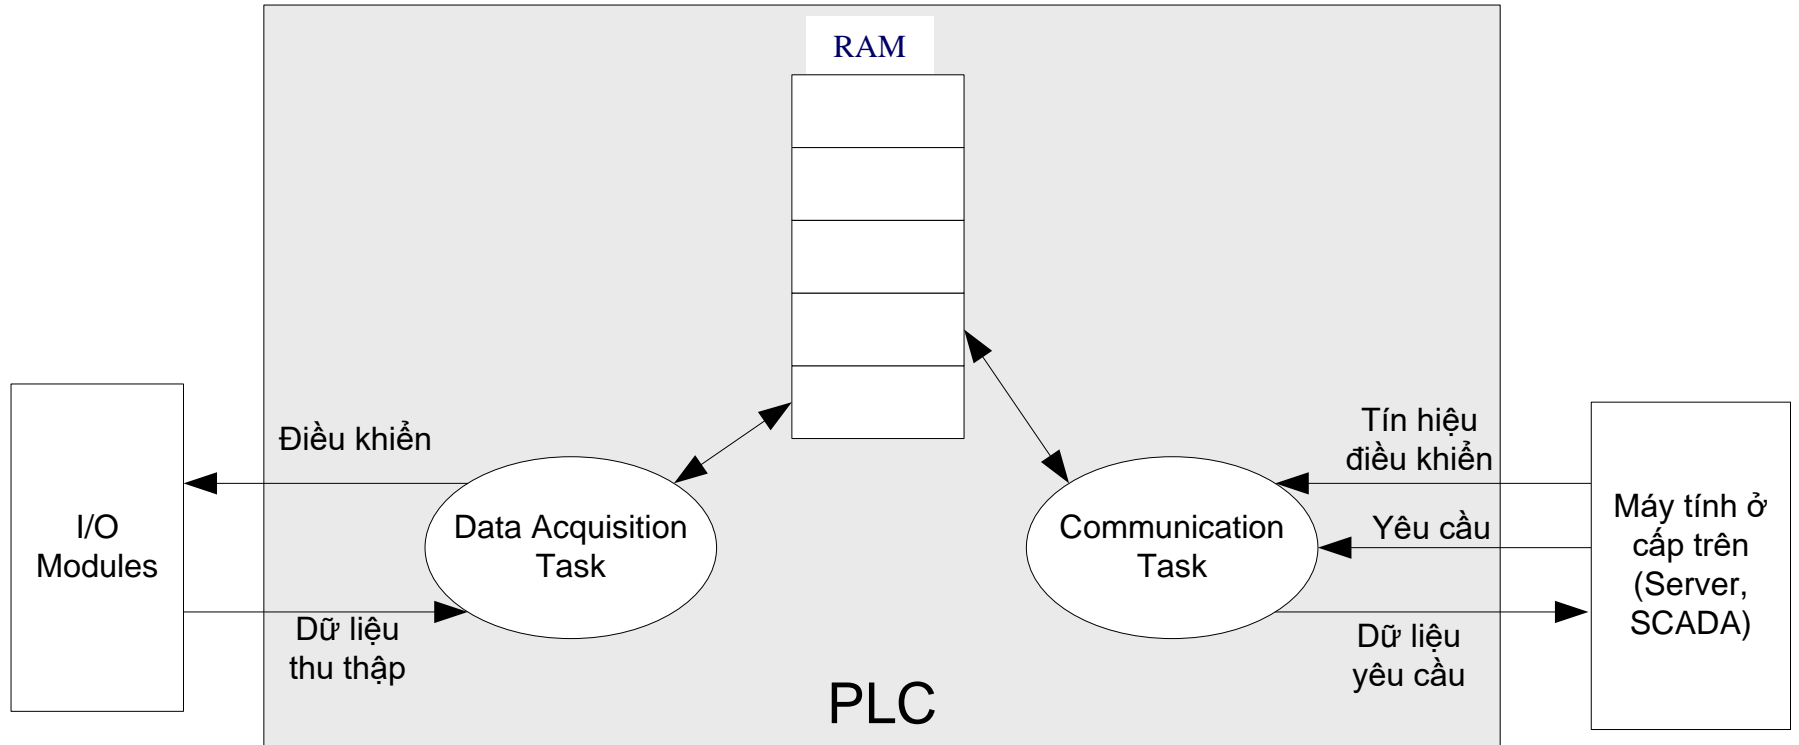 RAM
Điều khiển
I/O
Modules
Data Acquisition
Task
Dữ liệu
thu thập
Communication
Task
Tín hiệu
điều khiển
Yêu cầu
Dữ liệu
yêu cầu
Máy tính ở
cấp trên
(Server,
SCADA)
PLC